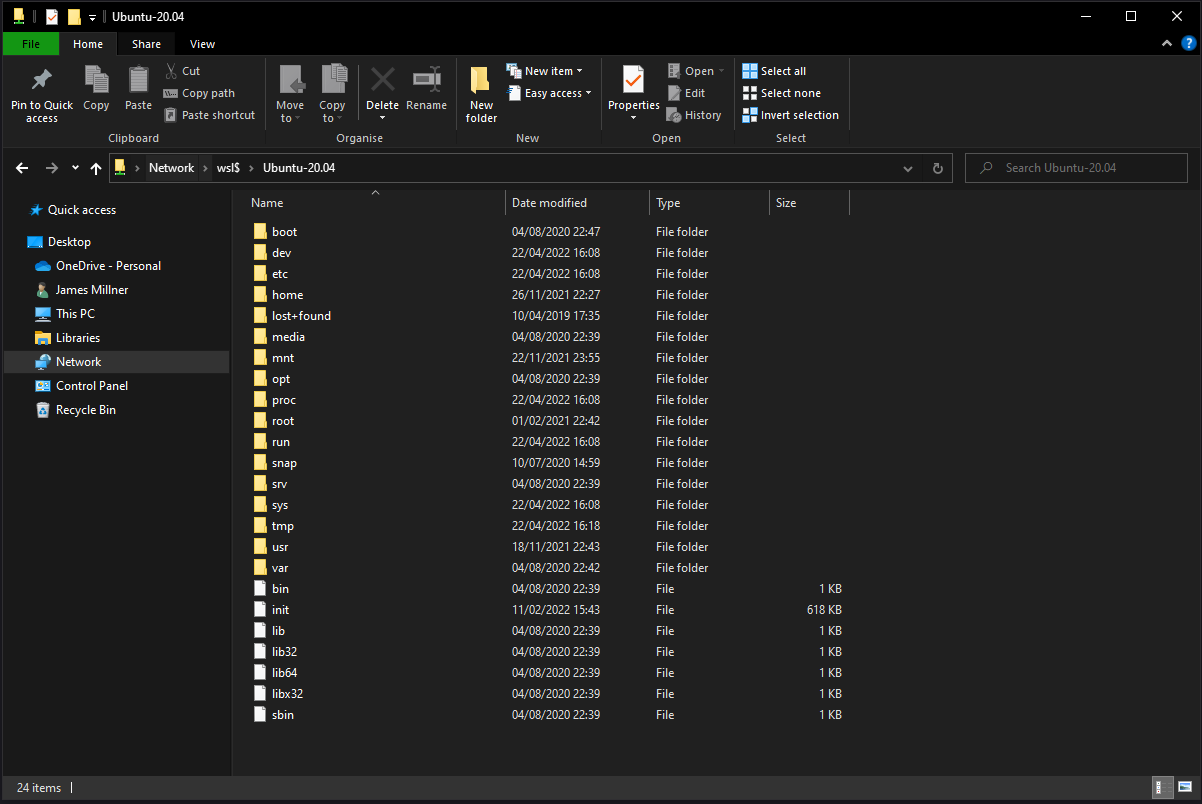 Ubuntu-20.04
File Home Share View
Pin to Quick access
Copy
Paste
Cut
Copy path
Paste shortcut
Clipboard
Move to
Copy to
Delete
Rename
Organise
New folder
New item
Easy access
New
Properties
Open
Edit
History
Open
Select all
Select none
Invert selection
Select
Network wsl$ Ubuntu-20.04
Search Ubuntu-20.04
Quick access
Desktop
OneDrive - Personal
James Millner
This PC
Libraries
Network
Control Panel
Recycle Bin
Name Date modified Type Size
boot 04/08/2020 22:47 File folder
dev 22/04/2022 16:08 File folder
etc 22/04/2022 16:08 File folder
home 26/11/2021 22:27 File folder
lost+found 10/04/2019 17:35 File folder
media 04/08/2020 22:39 File folder
mnt 22/11/2021 23:55 File folder
opt 04/08/2020 22:39 File folder
proc 22/04/2022 16:08 File folder
root 01/02/2021 22:42 File folder
run 22/04/2022 16:08 File folder
snap 10/07/2020 14:59 File folder
srv 04/08/2020 22:39 File folder
sys 22/04/2022 16:08 File folder
tmp 22/04/2022 16:18 File folder
usr 18/11/2021 22:43 File folder
var 04/08/2020 22:42 File folder
bin 04/08/2020 22:39 File 1 KB
init 11/02/2022 15:43 File 618 KB
lib 04/08/2020 22:39 File 1 KB
lib32 04/08/2020 22:39 File 1 KB
lib64 04/08/2020 22:39 File 1 KB
libx32 04/08/2020 22:39 File 1 KB
sbin 04/08/2020 22:39 File 1 KB
24 items